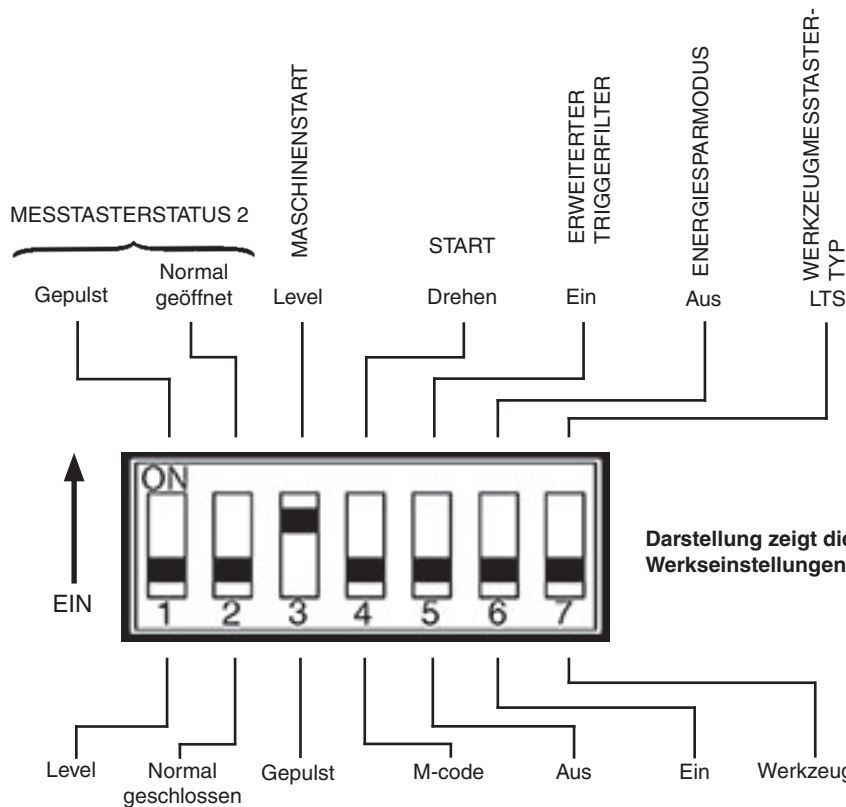 WERKZEUGMESSTASTER-
TYP
MASCHINENSTART
ERWEITERTER
TRIGGERFILTER
ENERGIESPARMODUS
MESSTASTERSTATUS 2
START
Gepulst
Normal
geöffnet
Level
Drehen
Ein
Aus
LTS
ON
EIN
1 2 3 4 5 6 7
Darstellung zeigt die
Werkseinstellungen
Level
Normal
geschlossen
Gepulst
M-code
Aus
Ein
Werkzeug